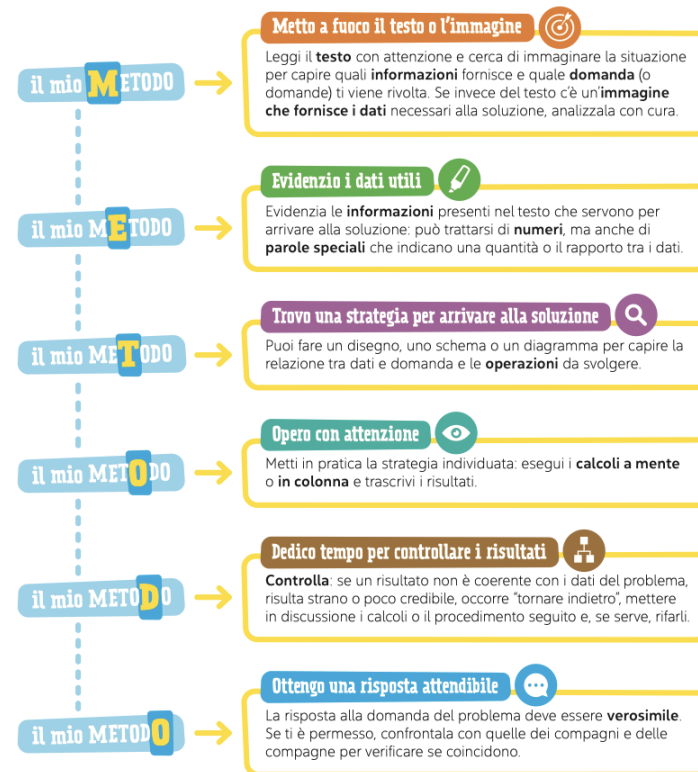 il mio METODO
Metto a fuoco il testo o l'immagine
Leggi il testo con attenzione e cerca di immaginare la situazione
per capire quali informazioni fornisce e quale domanda (o
domande) ti viene rivolta. Se invece del testo c'è un'immagine
che fornisce i dati necessari alla soluzione, analizzala con cura.
il mio METODO
Evidenzio i dati utili
Evidenzia le informazioni presenti nel testo che servono per
arrivare alla soluzione: può trattarsi di numeri, ma anche di
parole speciali che indicano una quantità o il rapporto tra i dati.
il mio METODO
Trovo una strategia per arrivare alla soluzione
Puoi fare un disegno, uno schema o un diagramma per capire la
relazione tra dati e domanda e le operazioni da svolgere.
il mio METODO
Opero con attenzione
Metti in pratica la strategia individuata: esegui i calcoli a mente
o in colonna e trascrivi i risultati.
il mio METODO
Dedico tempo per controllare i risultati
Controlla: se un risultato non è coerente con i dati del problema,
risulta strano o poco credibile, occorre "tornare indietro", mettere
in discussione i calcoli o il procedimento seguito e, se serve, rifarli.
il mio METODO
Ottengo una risposta attendibile
La risposta alla domanda del problema deve essere verosimile.
Se ti è permesso, confrontala con quelle dei compagni e delle
compagne per verificare se coincidono.